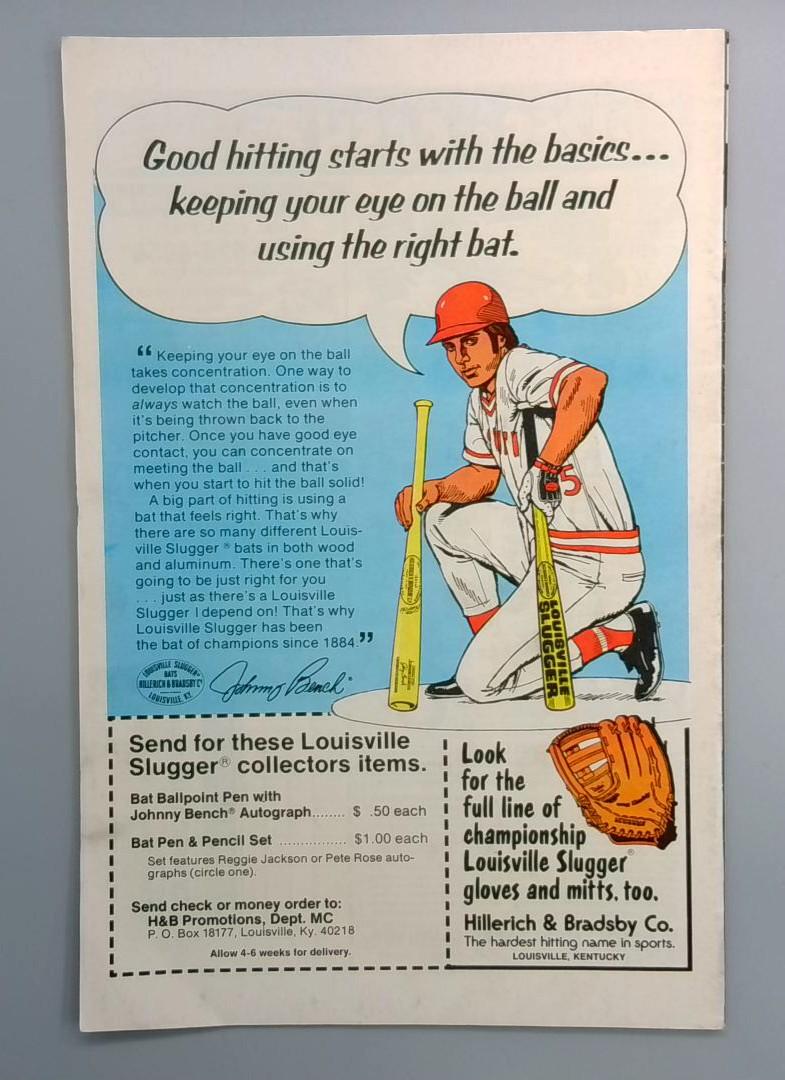 Good hitting starts with the basics...
keeping your eye on the ball and
using the right bat.
“ Keeping your eye on the ball
takes concentration. One way to
develop that concentration is to
always watch the ball, even when
it's being thrown back to the
pitcher. Once you have good eye
contact, you can concentrate on
meeting the ball . . . and that's
when you start to hit the ball solid!
A big part of hitting is using a
bat that feels right. That's why
there are so many different Louis-
ville Slugger ® bats in both wood
and aluminum. There's one that's
going to be just right for you
. . . just as there's a Louisville
Slugger I depend on! That's why
Louisville Slugger has been
the bat of champions since 1884.”
LOUISVILLE SLUGGER
BATS
HILLERICH & BRADSBY Cº
LOUISVILLE, KY.
Johnny Bench®
5
LOUISVILLE
SLUGGER
Send for these Louisville
Slugger® collectors items.
Bat Ballpoint Pen with
Johnny Bench® Autograph........ $ .50 each
Bat Pen & Pencil Set ................ $1.00 each
Set features Reggie Jackson or Pete Rose auto-
graphs (circle one).
Send check or money order to:
H&B Promotions, Dept. MC
P. O. Box 18177, Louisville, Ky. 40218
Allow 4-6 weeks for delivery.
Look
for the
full line of
championship
Louisville Slugger®
gloves and mitts, too.
Hillerich & Bradsby Co.
The hardest hitting name in sports.
LOUISVILLE, KENTUCKY